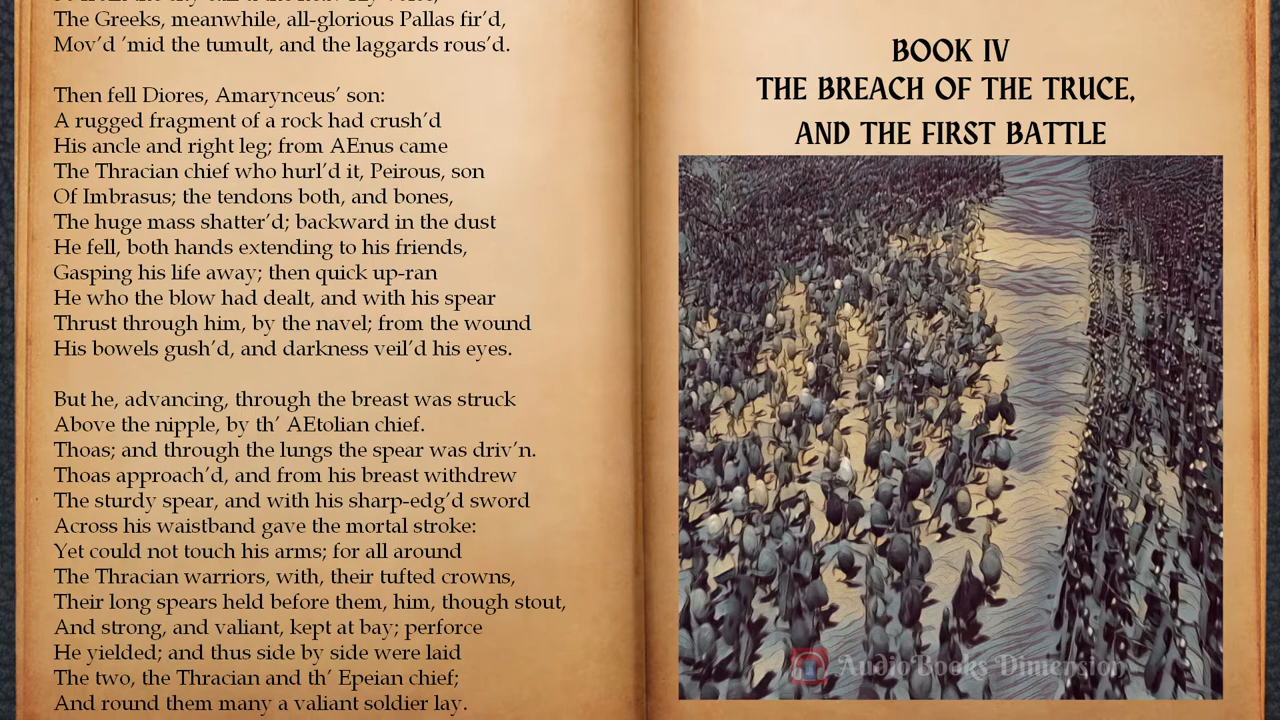 The Greeks, meanwhile, all-glorious Pallas fir’d,
Mov’d ’mid the tumult, and the laggards rous’d.
Then fell Diores, Amarynceus’ son:
A rugged fragment of a rock had crush’d
His ancle and right leg; from AEnus came
The Thracian chief who hurl’d it, Peirous, son
Of Imbrasus; the tendons both, and bones,
The huge mass shatter’d; backward in the dust
He fell, both hands extending to his friends,
Gasping his life away; then quick up-ran
He who the blow had dealt, and with his spear
Thrust through him, by the navel; from the wound
His bowels gush’d, and darkness veil’d his eyes.
But he, advancing, through the breast was struck
Above the nipple, by th’ AEtolian chief.
Thoas; and through the lungs the spear was driv’n.
Thoas approach’d, and from his breast withdrew
The sturdy spear, and with his sharp-edg’d sword
Across his waistband gave the mortal stroke:
Yet could not touch his arms; for all around
The Thracian warriors, with, their tufted crowns,
Their long spears held before them, him, though stout,
And strong, and valiant, kept at bay; perforce
He yielded; and thus side by side were laid
The two, the Thracian and th’ Epeian chief;
And round them many a valiant soldier lay.
BOOK IV
THE BREACH OF THE TRUCE,
AND THE FIRST BATTLE
AudioBooks Dimension